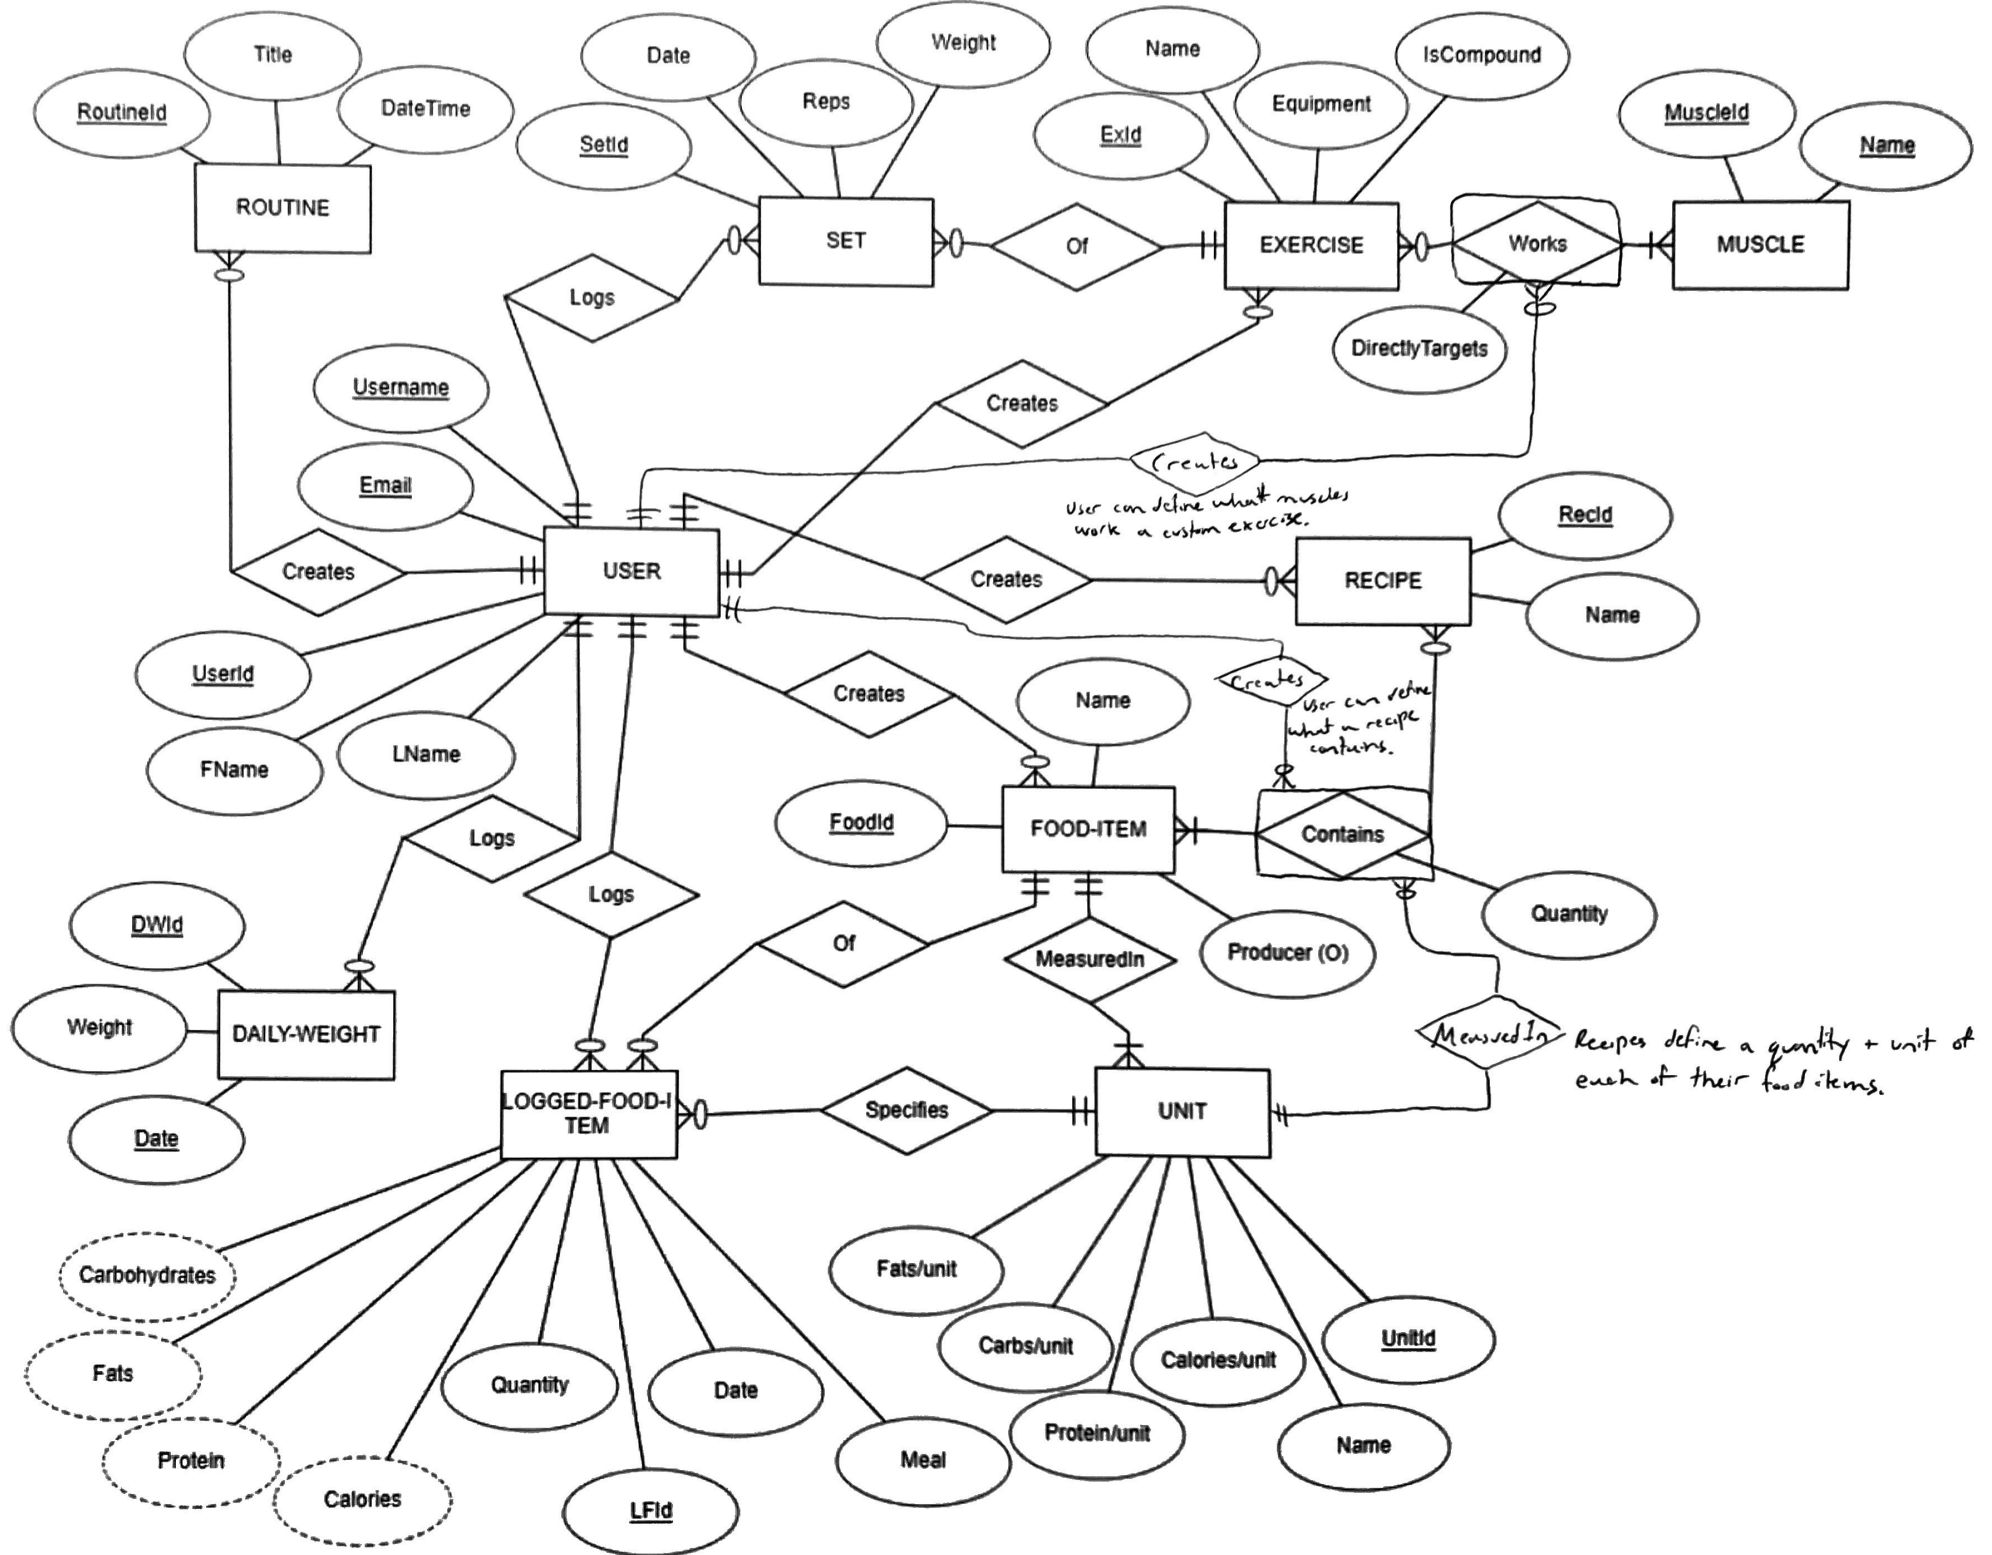 Title
Date
Weight
Name
IsCompound
RoutineId
DateTime
Reps
Equipment
MuscleId
SetId
ExId
Name
ROUTINE
SET
Of
EXERCISE
Works
MUSCLE
Logs
DirectlyTargets
Username
Creates
Creates
Email
User can define what muscles
work a custom exercise.
RecId
Creates
USER
Creates
RECIPE
Name
UserId
Creates
Name
Creates
User can define
what a recipe
contains.
FName
LName
Logs
FoodId
FOOD-ITEM
Contains
Logs
DWId
Of
MeasuredIn
Producer (O)
Quantity
Weight
DAILY-WEIGHT
MeasuredIn
Recipes define a quantity + unit of
each of their food items.
Date
LOGGED-FOOD-I
TEM
Specifies
UNIT
Carbohydrates
Fats/unit
Fats
Quantity
Date
Carbs/unit
Calories/unit
UnitId
Protein
Calories
LFId
Meal
Protein/unit
Name